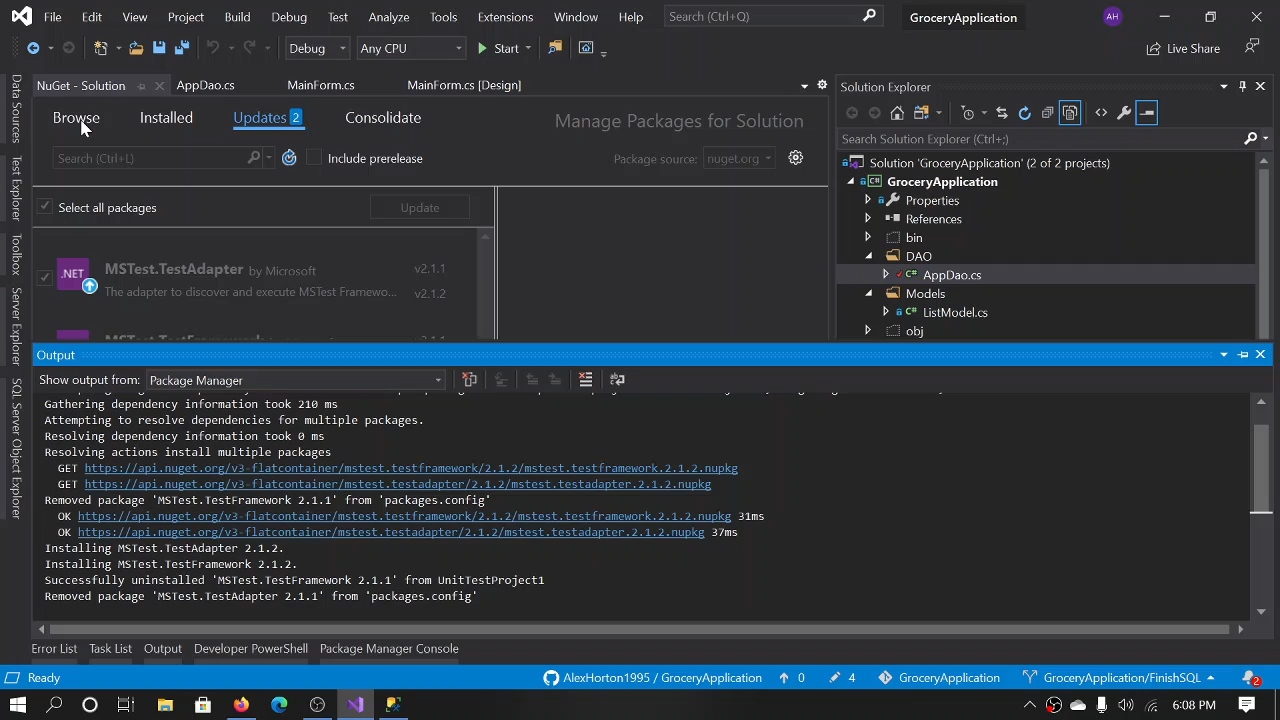 File Edit View Project Build Debug Test Analyze Tools Extensions Window Help Search (Ctrl+Q) GroceryApplication AH
Debug Any CPU Start Live Share
NuGet - Solution AppDao.cs MainForm.cs MainForm.cs [Design]
Browse Installed Updates 2 Consolidate Manage Packages for Solution
Search (Ctrl+L) Include prerelease Package source: nuget.org
Select all packages Update
.NET MSTest.TestAdapter by Microsoft v2.1.1
The adapter to discover and execute MSTest Framewo... v2.1.2
Data Sources
Test Explorer
Toolbox
Server Explorer
SQL Server Object Explorer
Solution Explorer
Search Solution Explorer (Ctrl+;)
Solution 'GroceryApplication' (2 of 2 projects)
C# GroceryApplication
Properties
References
bin
DAO
C# AppDao.cs
Models
C# ListModel.cs
obj
Output
Show output from: Package Manager
Gathering dependency information took 210 ms
Attempting to resolve dependencies for multiple packages.
Resolving dependency information took 0 ms
Resolving actions install multiple packages
GET https://api.nuget.org/v3-flatcontainer/mstest.testframework/2.1.2/mstest.testframework.2.1.2.nupkg
GET https://api.nuget.org/v3-flatcontainer/mstest.testadapter/2.1.2/mstest.testadapter.2.1.2.nupkg
Removed package 'MSTest.TestFramework 2.1.1' from 'packages.config'
OK https://api.nuget.org/v3-flatcontainer/mstest.testframework/2.1.2/mstest.testframework.2.1.2.nupkg 31ms
OK https://api.nuget.org/v3-flatcontainer/mstest.testadapter/2.1.2/mstest.testadapter.2.1.2.nupkg 37ms
Installing MSTest.TestAdapter 2.1.2.
Installing MSTest.TestFramework 2.1.2.
Successfully uninstalled 'MSTest.TestFramework 2.1.1' from UnitTestProject1
Removed package 'MSTest.TestAdapter 2.1.1' from 'packages.config'
Error List Task List Output Developer PowerShell Package Manager Console
Ready AlexHorton1995 / GroceryApplication 0 4 GroceryApplication GroceryApplication/FinishSQL 2
6:08 PM